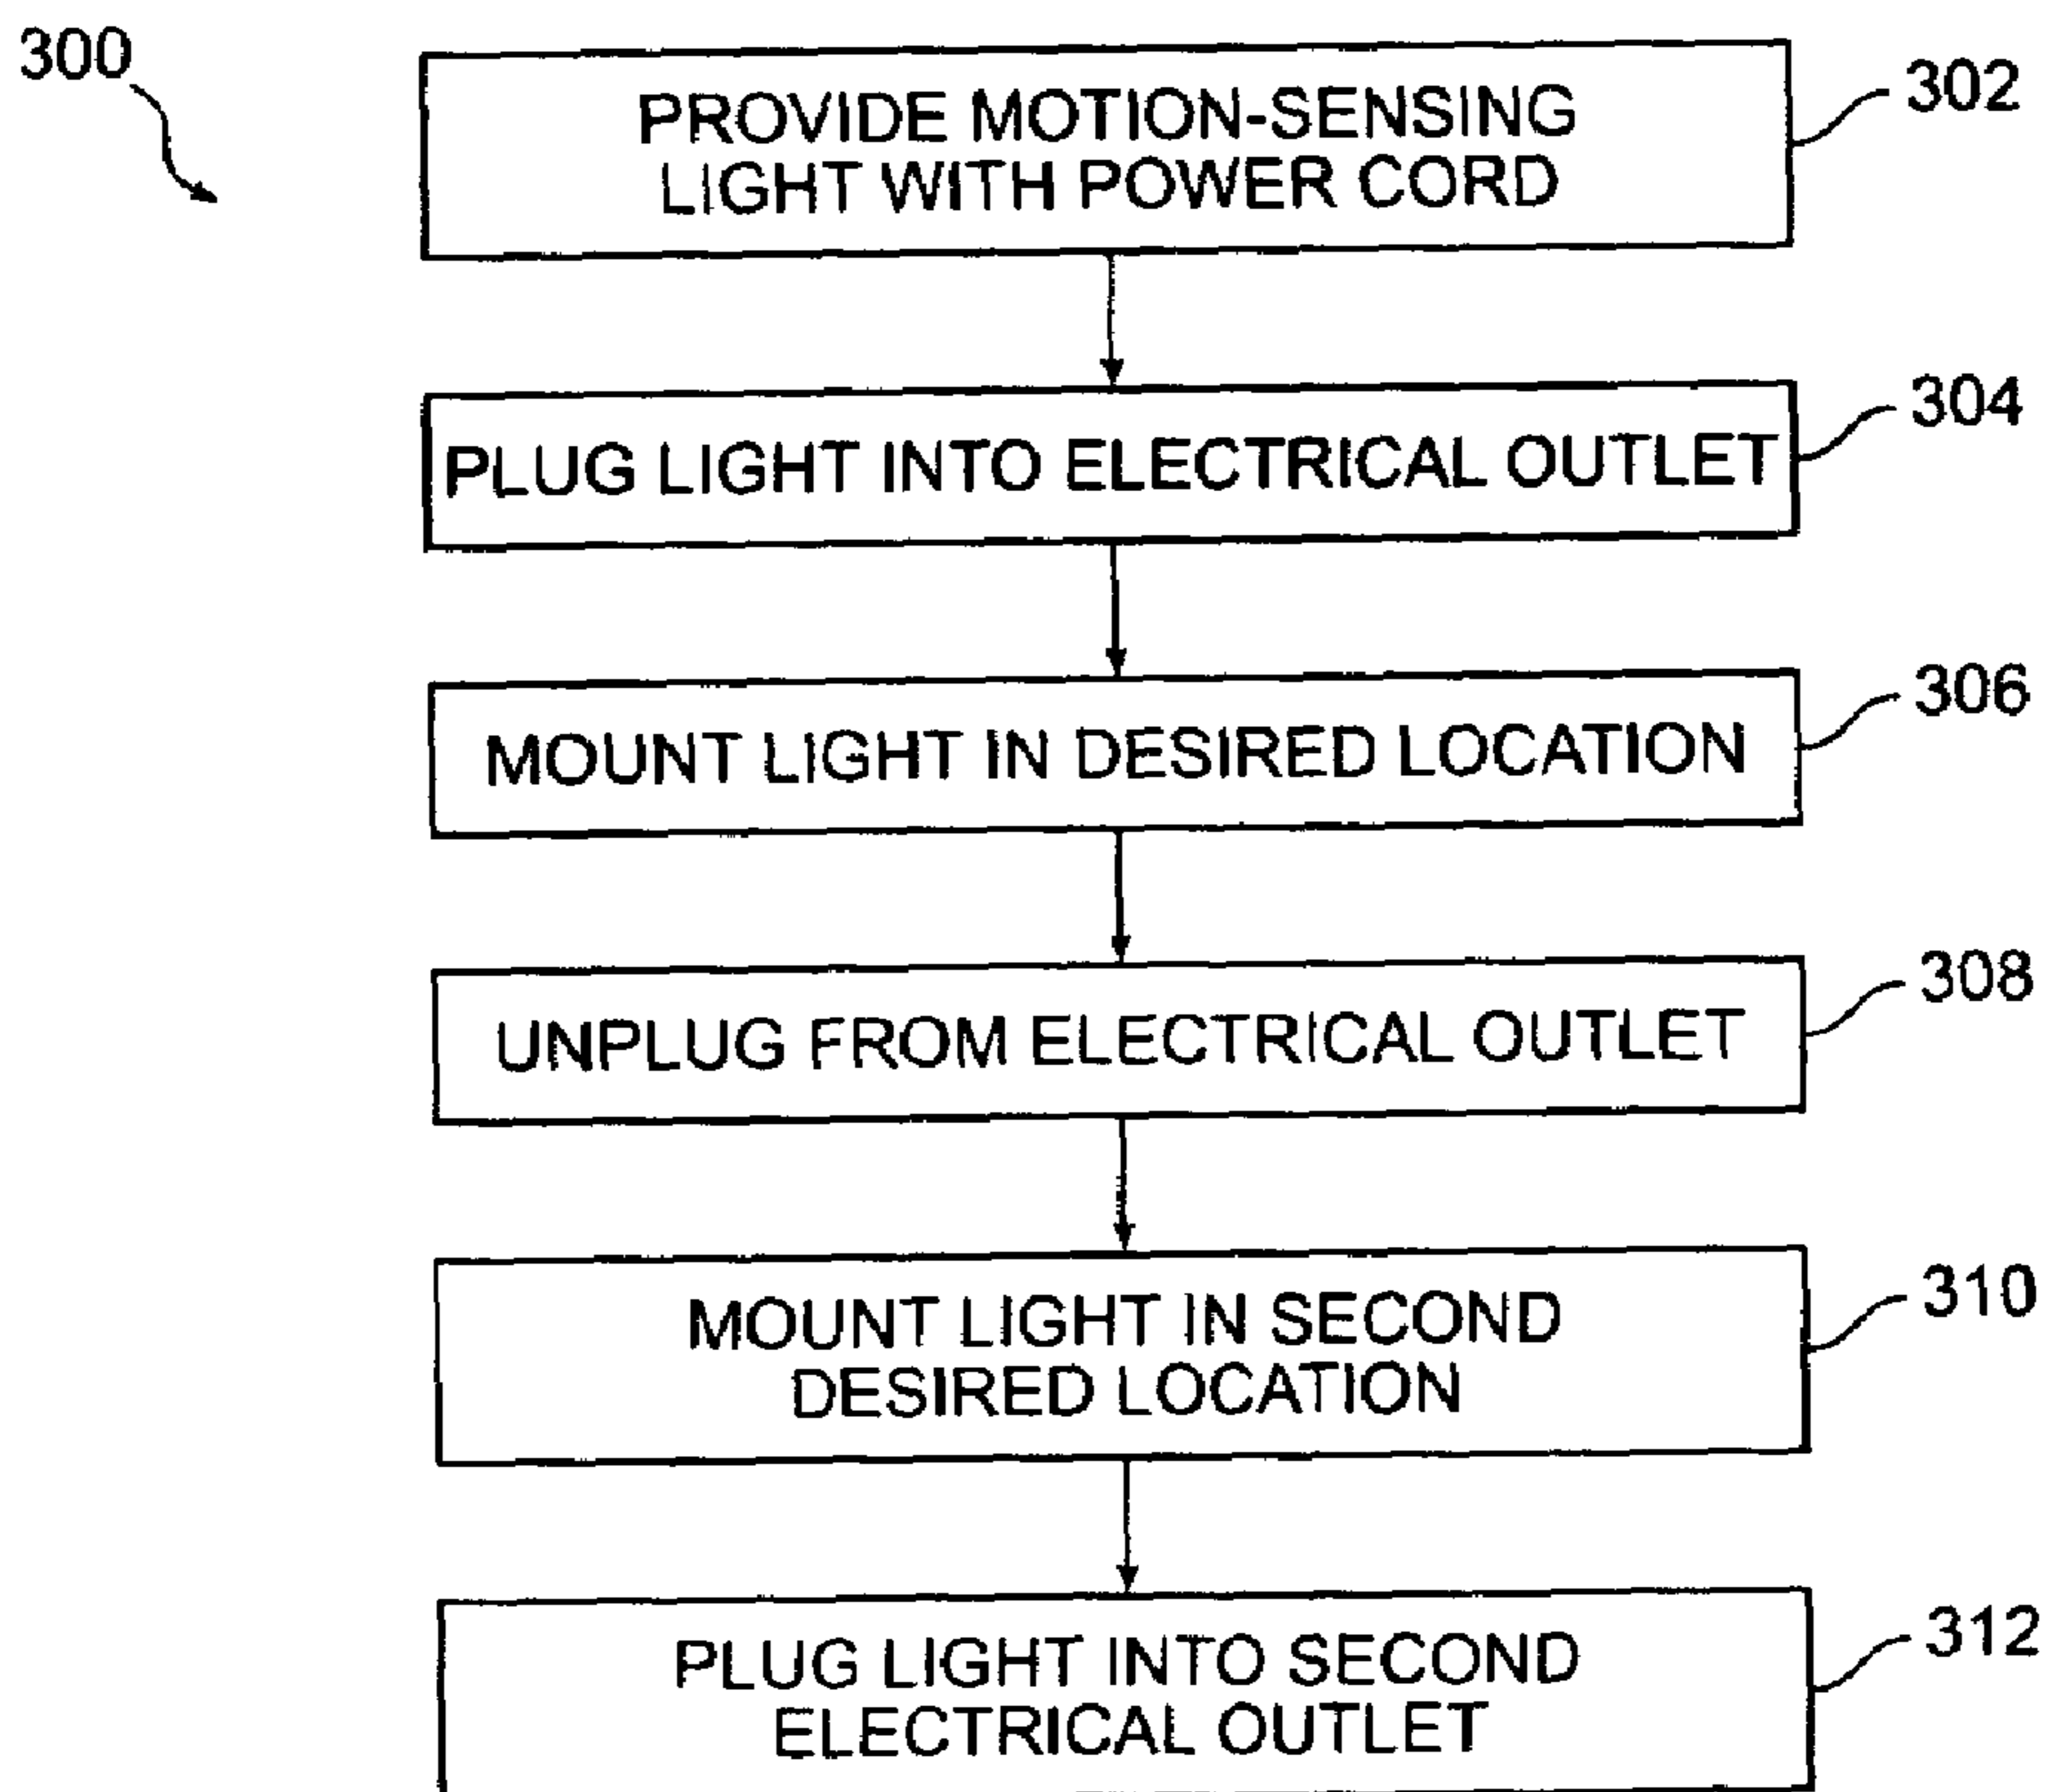 300
PROVIDE MOTION-SENSING
LIGHT WITH POWER CORD
302
PLUG LIGHT INTO ELECTRICAL OUTLET
304
MOUNT LIGHT IN DESIRED LOCATION
306
UNPLUG FROM ELECTRICAL OUTLET
308
MOUNT LIGHT IN SECOND
DESIRED LOCATION
310
PLUG LIGHT INTO SECOND
ELECTRICAL OUTLET
312